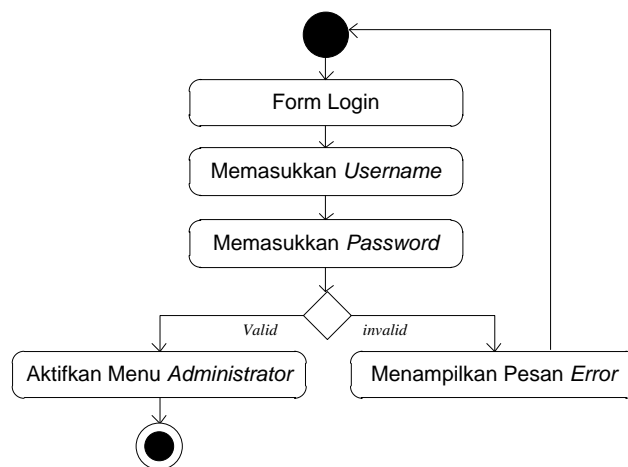 Form Login
Memasukkan Username
Memasukkan Password
Valid
invalid
Aktifkan Menu Administrator
Menampilkan Pesan Error